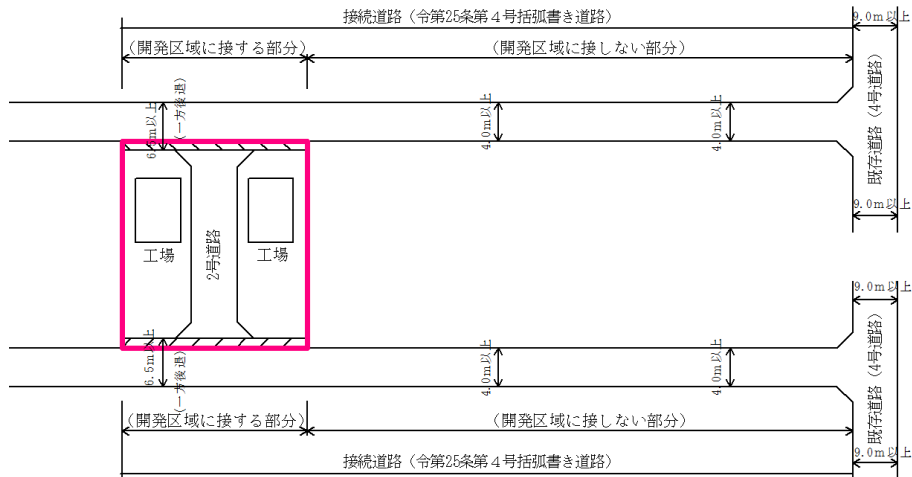 接続道路（令第25条第４号括弧書き道路）
9.0m以上
（開発区域に接する部分）
（開発区域に接しない部分）
6.5m以上
（一方後退）
4.0m以上
4.0m以上
既存道路（4号道路）
9.0m以上
工場
2号道路
工場
9.0m以上
6.5m以上
（一方後退）
4.0m以上
4.0m以上
既存道路（4号道路）
（開発区域に接する部分）
（開発区域に接しない部分）
9.0m以上
接続道路（令第25条第４号括弧書き道路）